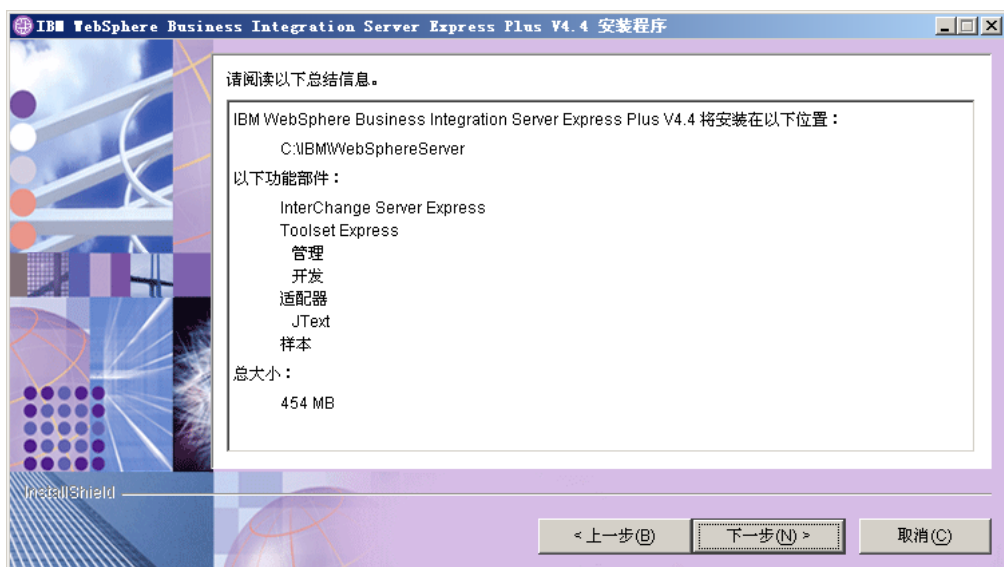 IBM WebSphere Business Integration Server Express Plus V4.4 安装程序
请阅读以下总结信息。
IBM WebSphere Business Integration Server Express Plus V4.4 将安装在以下位置：
C:\IBM\WebSphereServer
以下功能部件：
InterChange Server Express
Toolset Express
管理
开发
适配器
JText
样本
总大小：
454 MB
InstallShield
< 上一步(B)
下一步(N) >
取消(C)